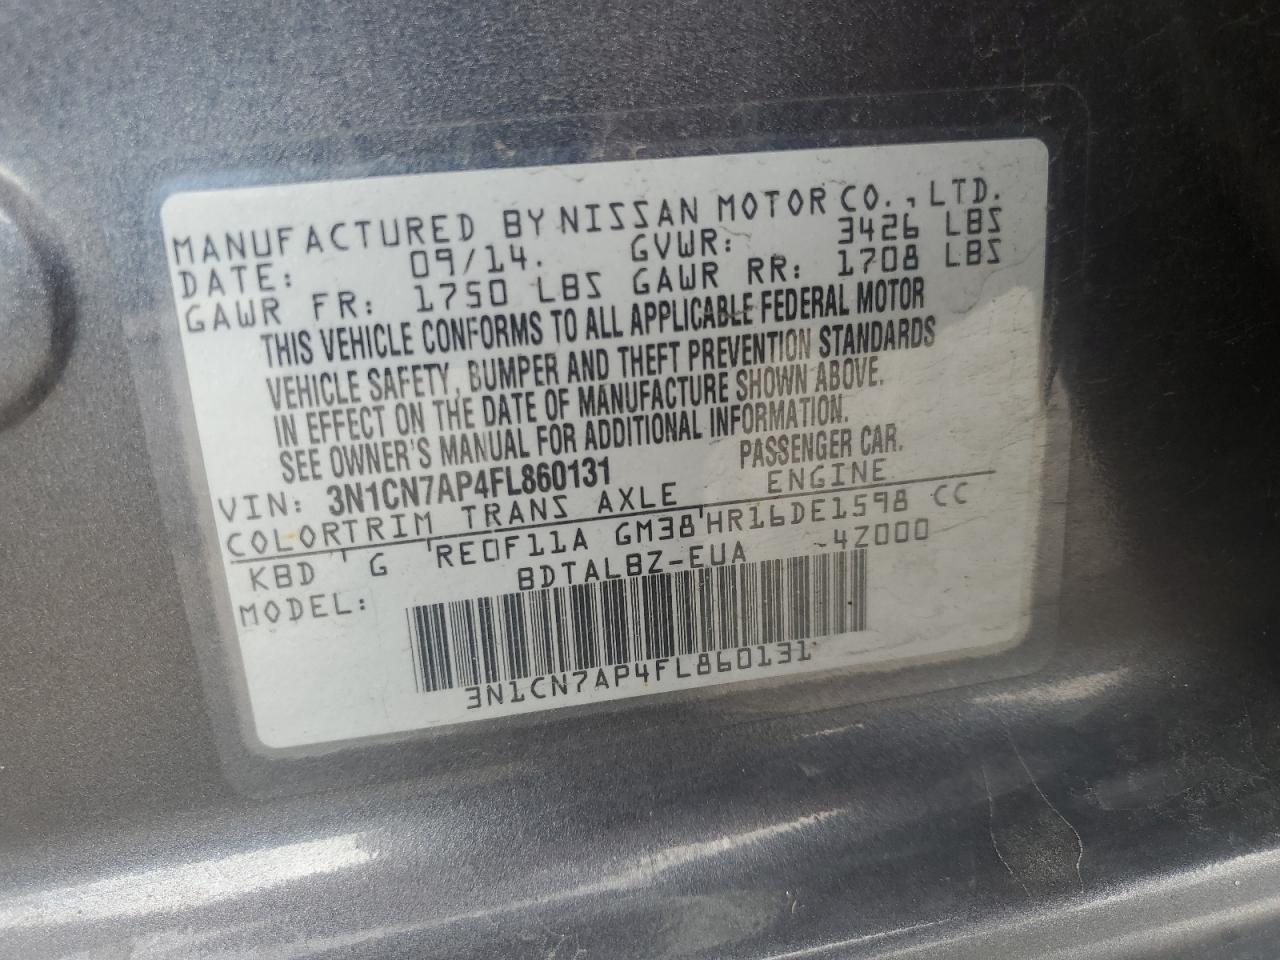 MANUFACTURED BY NISSAN MOTOR CO., LTD.
DATE: 09/14. GVWR: 3426 LBS
GAWR FR: 1750 LBS GAWR RR: 1708 LBS
THIS VEHICLE CONFORMS TO ALL APPLICABLE FEDERAL MOTOR
VEHICLE SAFETY, BUMPER AND THEFT PREVENTION STANDARDS
IN EFFECT ON THE DATE OF MANUFACTURE SHOWN ABOVE.
SEE OWNER'S MANUAL FOR ADDITIONAL INFORMATION.
VIN: 3N1CN7AP4FL860131 PASSENGER CAR.
COLORTRIM TRANS AXLE ENGINE
KBD ' G 'RE0F11A GM38'HR16DE1598 CC
MODEL: BDTALBZ-EUA -4Z000
3N1CN7AP4FL860131